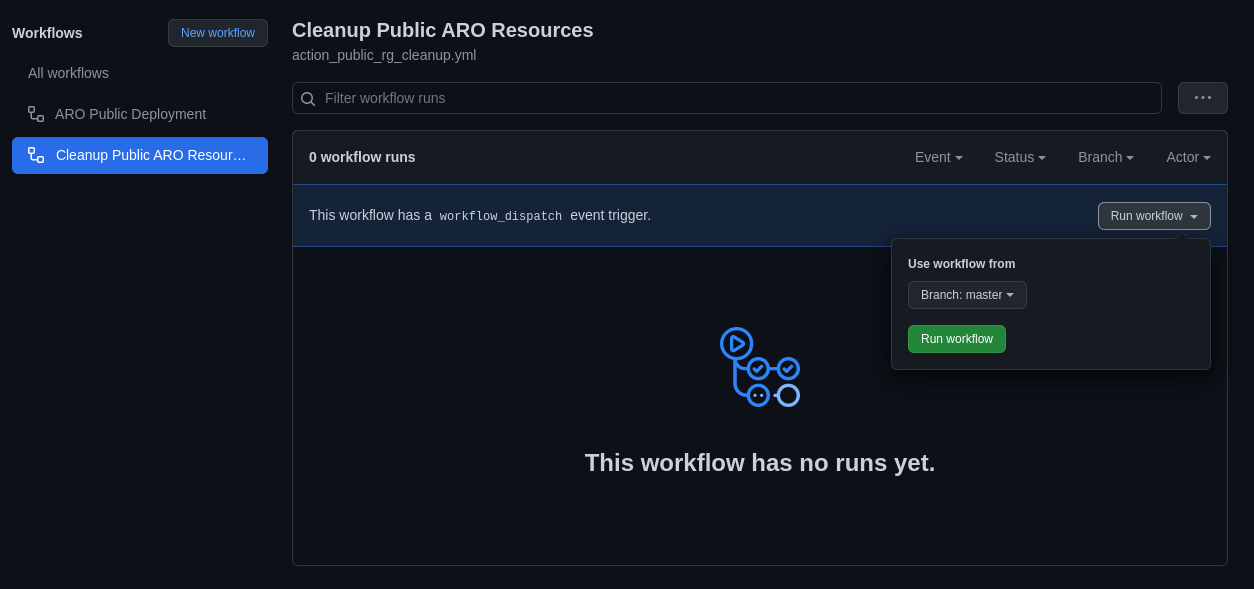 Workflows
New workflow
All workflows
ARO Public Deployment
Cleanup Public ARO Resour…
Cleanup Public ARO Resources
action_public_rg_cleanup.yml
Filter workflow runs
0 workflow runs
Event
Status
Branch
Actor
This workflow has a workflow_dispatch event trigger.
Run workflow
Use workflow from
Branch: master
Run workflow
This workflow has no runs yet.